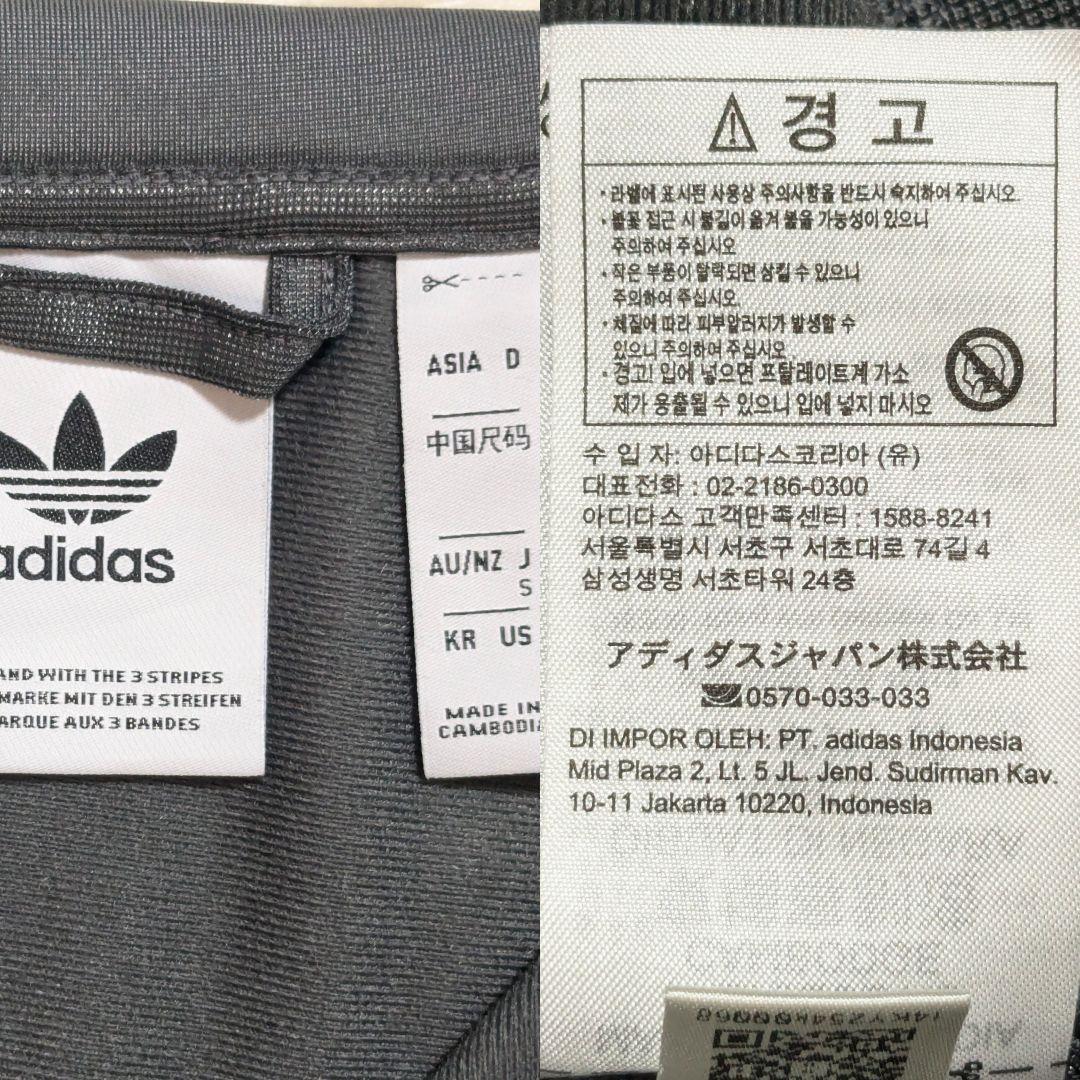 adidas
AND WITH THE 3 STRIPES
MARKE MIT DEN 3 STREIFEN
ARQUE AUX 3 BANDES
ASIA D
中国尺码
AU/NZ J
S
KR US
MADE IN
CAMBODI
경고
• 라벨에 표시된 사용상 주의사항을 반드시 숙지하여 주십시오.
• 불꽃 접근 시 불길이 옮겨 붙을 가능성이 있으니
주의하여 주십시오
• 작은 부품이 탈락되면 삼킬 수 있으니
주의하여 주십시오.
• 체질에 따라 피부알러지가 발생할 수
있으니 주의하여 주십시오
• 경고! 입에 넣으면 프탈레이트계 가소
제가 용출될 수 있으니 입에 넣지 마시오
수 입 자: 아디다스코리아 (유)
대표전화 : 02-2186-0300
아디다스 고객만족센터 : 1588-8241
서울특별시 서초구 서초대로 74길 4
삼성생명 서초타워 24층
アディダスジャパン株式会社
0570-033-033
DI IMPOR OLEH: PT. adidas Indonesia
Mid Plaza 2, Lt. 5 JL. Jend. Sudirman Kav.
10-11 Jakarta 10220, Indonesia